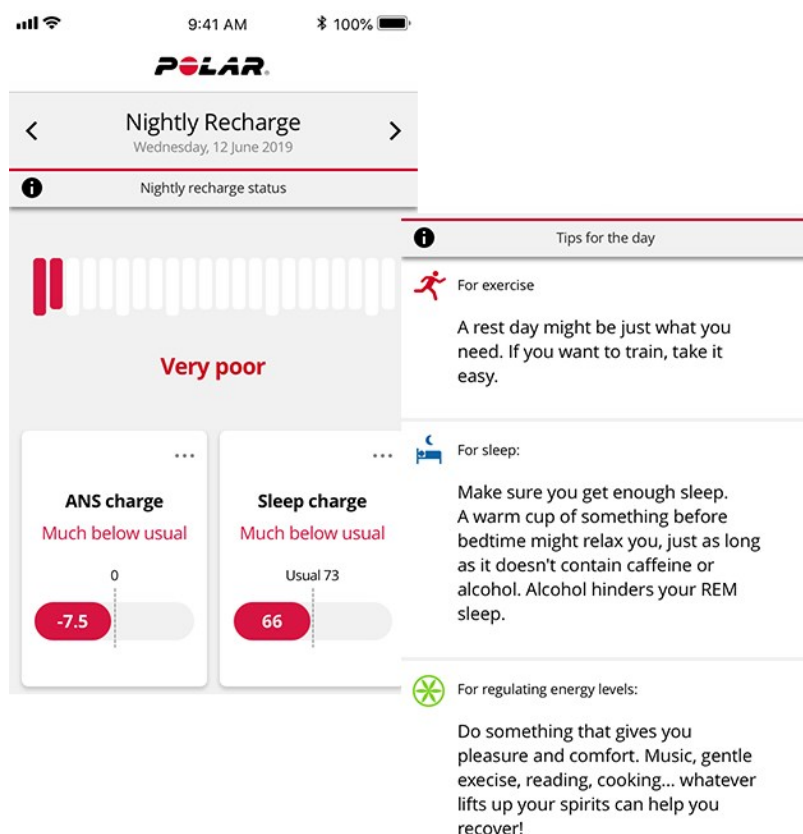 9:41 AM
100%
POLAR
Nightly Recharge
Wednesday, 12 June 2019
Nightly recharge status
Very poor
ANS charge
Much below usual
0
-7.5
Sleep charge
Much below usual
Usual 73
66
Tips for the day
For exercise
A rest day might be just what you
need. If you want to train, take it
easy.
For sleep:
Make sure you get enough sleep.
A warm cup of something before
bedtime might relax you, just as long
as it doesn't contain caffeine or
alcohol. Alcohol hinders your REM
sleep.
For regulating energy levels:
Do something that gives you
pleasure and comfort. Music, gentle
execise, reading, cooking... whatever
lifts up your spirits can help you
recover!